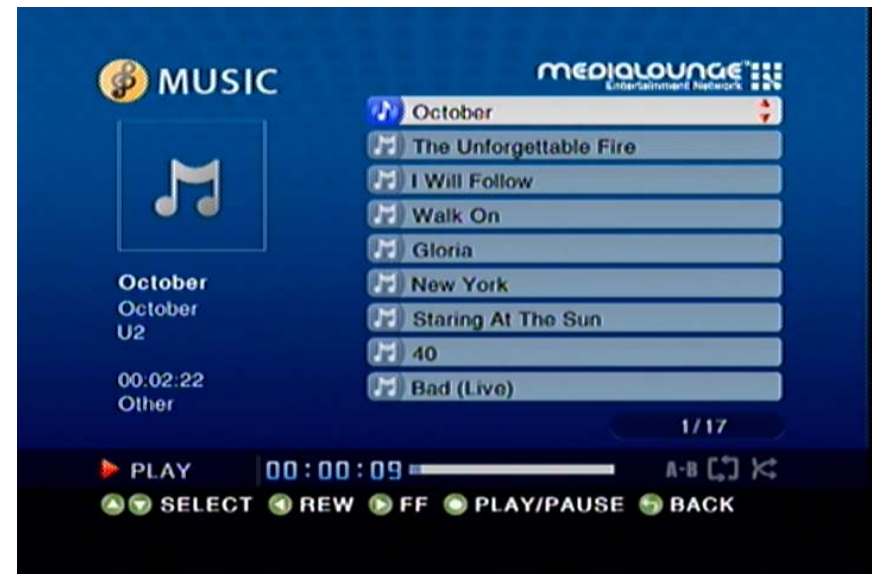 MUSIC
MEDIALOUNGE™
Entertainment Network
October
The Unforgettable Fire
I Will Follow
Walk On
Gloria
New York
Staring At The Sun
40
Bad (Live)
1/17
October
October
U2
00:02:22
Other
PLAY 00:00:09 A-B
SELECT REW FF PLAY/PAUSE BACK